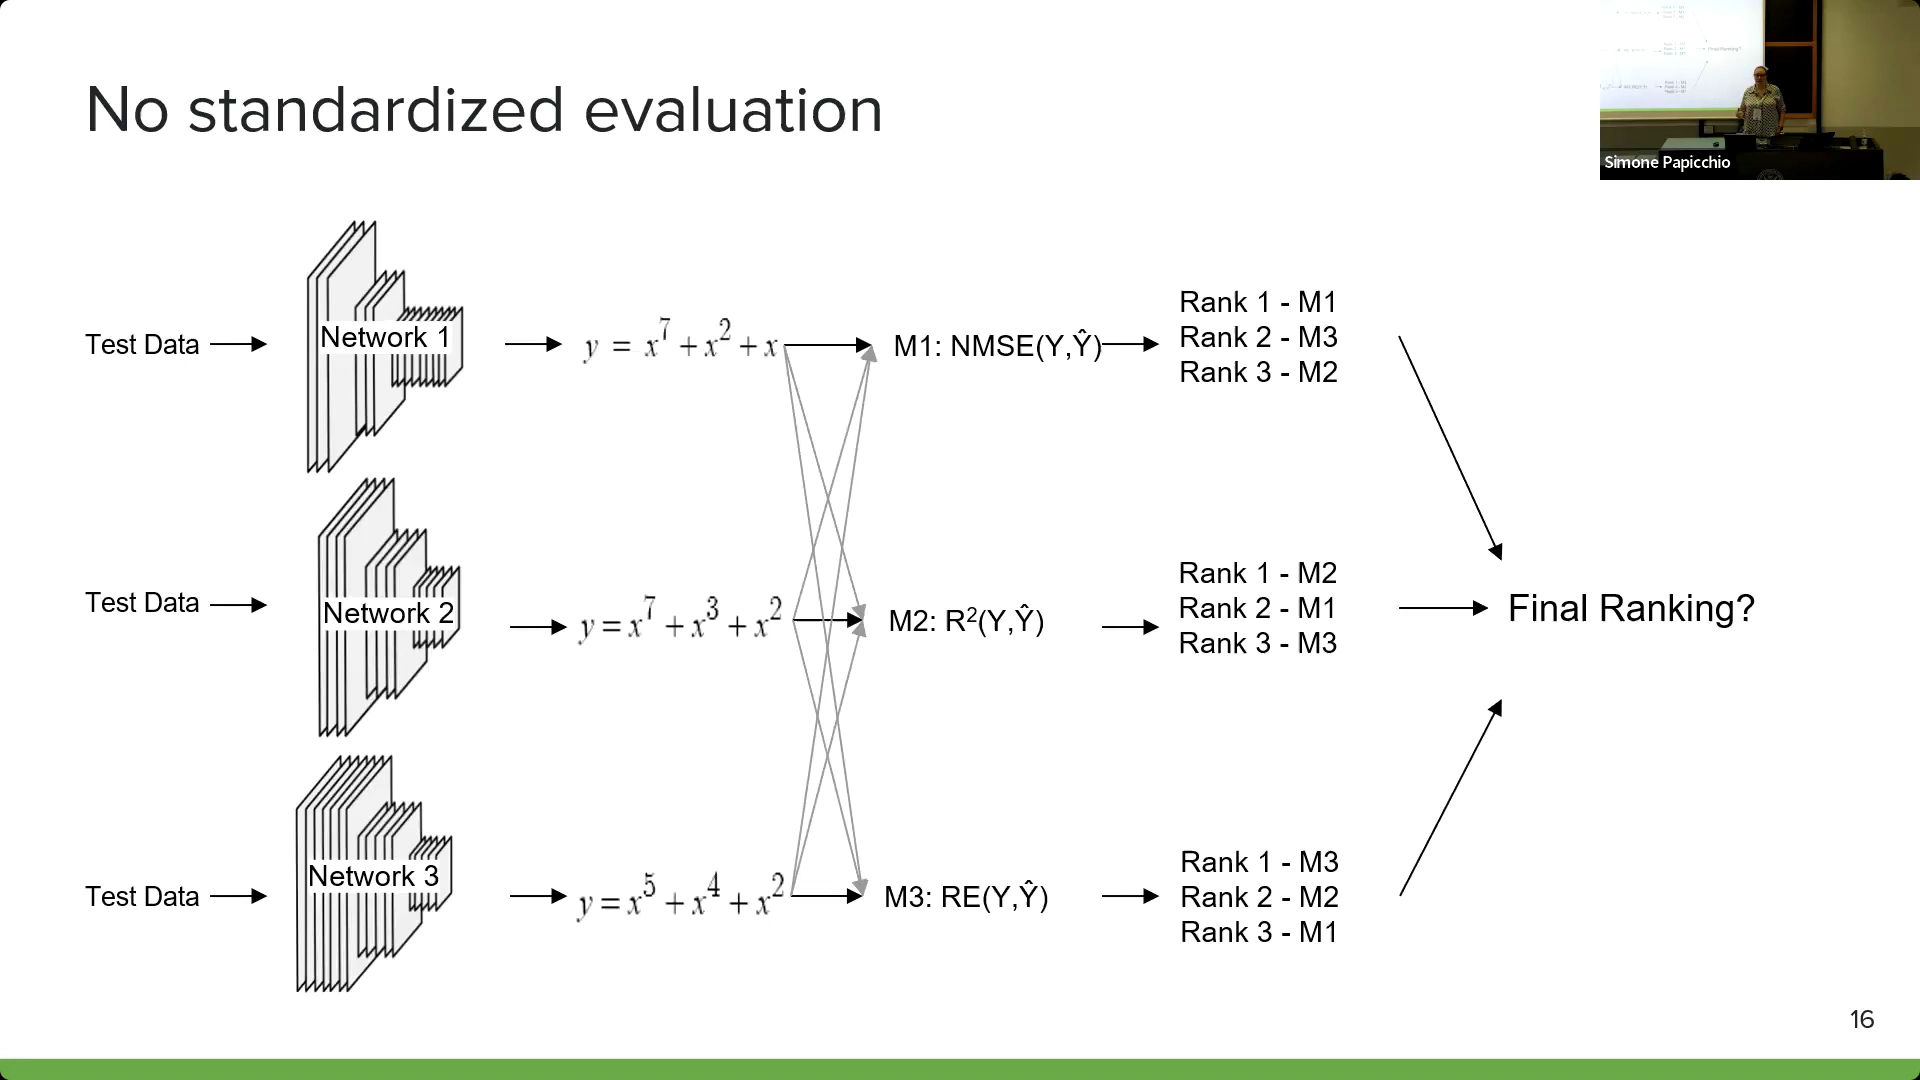 No standardized evaluation
Simone Papicchio
Test Data
Network 1
y = x^7 + x^2 + x
M1: NMSE(Y,Ŷ)
Rank 1 - M1
Rank 2 - M3
Rank 3 - M2
Test Data
Network 2
y = x^7 + x^3 + x^2
M2: R²(Y,Ŷ)
Rank 1 - M2
Rank 2 - M1
Rank 3 - M3
Final Ranking?
Test Data
Network 3
y = x^5 + x^4 + x^2
M3: RE(Y,Ŷ)
Rank 1 - M3
Rank 2 - M2
Rank 3 - M1
16